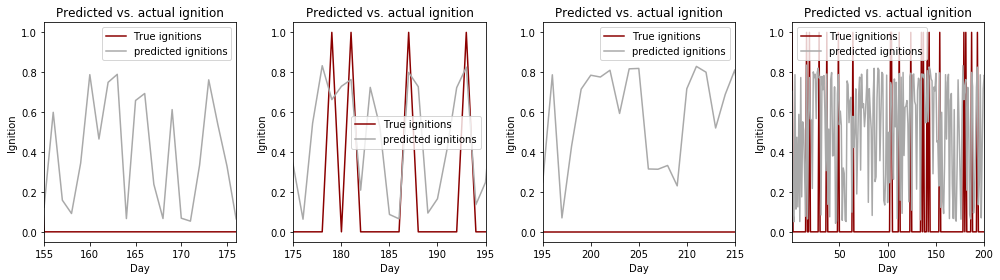 Predicted vs. actual ignition
True ignitions
predicted ignitions
Ignition
1.0
0.8
0.6
0.4
0.2
0.0
155
160
165
170
175
Day
Predicted vs. actual ignition
True ignitions
predicted ignitions
Ignition
1.0
0.8
0.6
0.4
0.2
0.0
175
180
185
190
195
Day
Predicted vs. actual ignition
True ignitions
predicted ignitions
Ignition
1.0
0.8
0.6
0.4
0.2
0.0
195
200
205
210
215
Day
Predicted vs. actual ignition
True ignitions
predicted ignitions
Ignition
1.0
0.8
0.6
0.4
0.2
0.0
50
100
150
200
Day